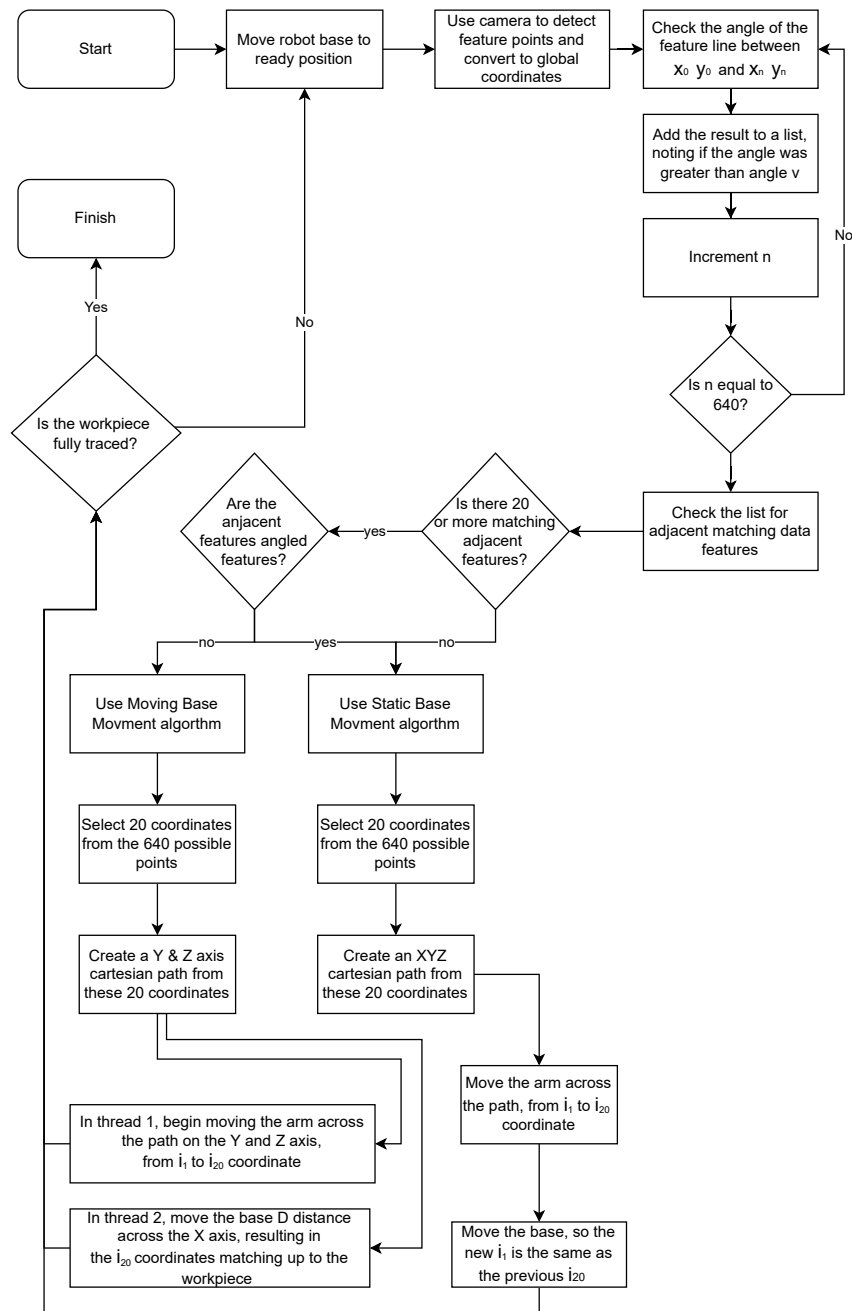 Start
Move robot base to
ready position
Use camera to detect
feature points and
convert to global
coordinates
Check the angle of the
feature line between
x₀ y₀ and xₙ yₙ
Add the result to a list,
noting if the angle was
greater than angle v
Increment n
No
Is n equal to
640?
Finish
Yes
No
Is the workpiece
fully traced?
Are the
anjacent
features angled
features?
yes
Is there 20
or more matching
adjacent
features?
Check the list for
adjacent matching data
features
no
yes
no
Use Moving Base
Movment algorthm
Use Static Base
Movment algorthm
Select 20 coordinates
from the 640 possible
points
Select 20 coordinates
from the 640 possible
points
Create a Y & Z axis
cartesian path from
these 20 coordinates
Create an XYZ
cartesian path from
these 20 coordinates
Move the arm across
the path, from i₁ to i₂₀
coordinate
In thread 1, begin moving the arm across
the path on the Y and Z axis,
from i₁ to i₂₀ coordinate
In thread 2, move the base D distance
across the X axis, resulting in
the i₂₀ coordinates matching up to the
workpiece
Move the base, so the
new i₁ is the same as
the previous i₂₀